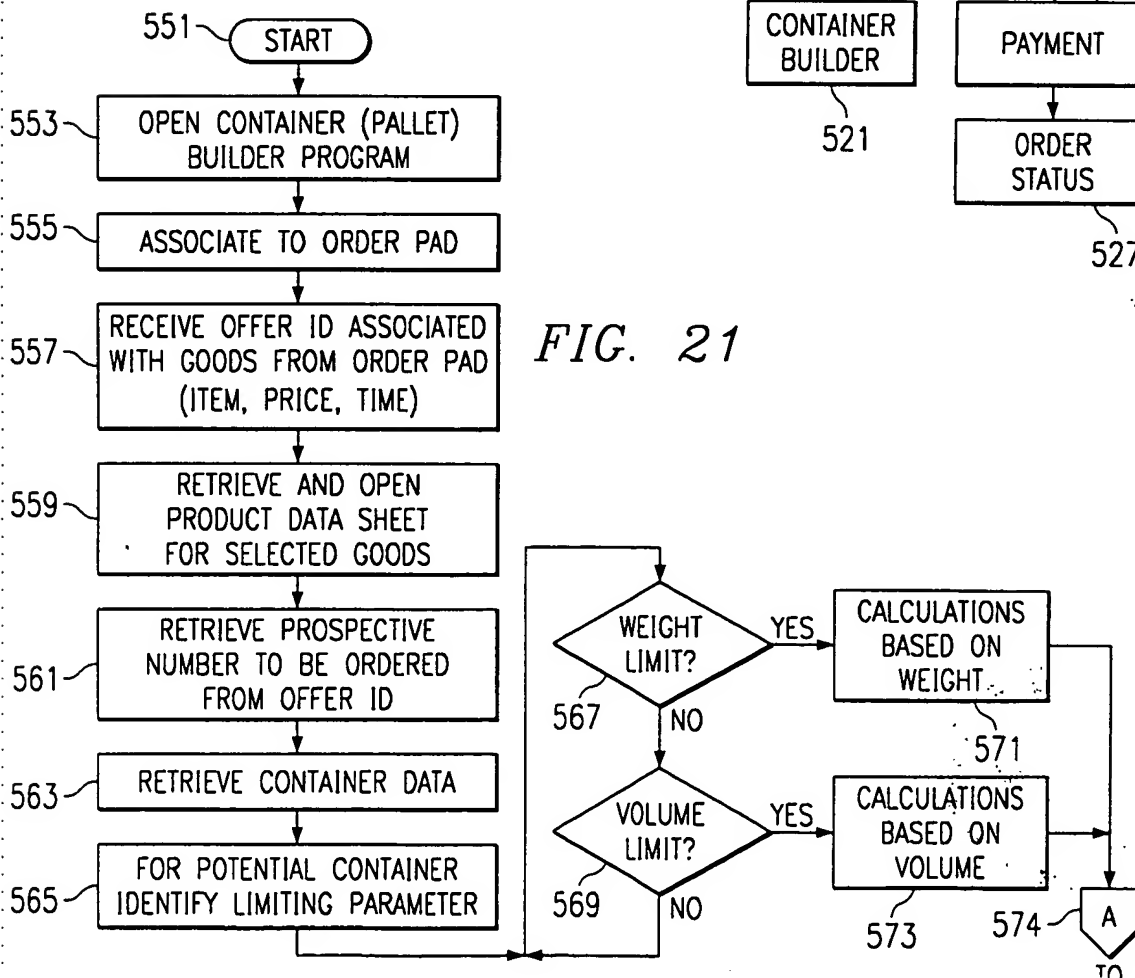 551
START
553
OPEN CONTAINER (PALLET)
BUILDER PROGRAM
555
ASSOCIATE TO ORDER PAD
557
RECEIVE OFFER ID ASSOCIATED
WITH GOODS FROM ORDER PAD
(ITEM, PRICE, TIME)
559
RETRIEVE AND OPEN
PRODUCT DATA SHEET
FOR SELECTED GOODS
561
RETRIEVE PROSPECTIVE
NUMBER TO BE ORDERED
FROM OFFER ID
563
RETRIEVE CONTAINER DATA
565
FOR POTENTIAL CONTAINER
IDENTIFY LIMITING PARAMETER
CONTAINER
BUILDER
521
PAYMENT
ORDER
STATUS
527
FIG. 21
WEIGHT
LIMIT?
567
YES
NO
CALCULATIONS
BASED ON
WEIGHT
571
VOLUME
LIMIT?
569
YES
NO
CALCULATIONS
BASED ON
VOLUME
573
574
A
TO